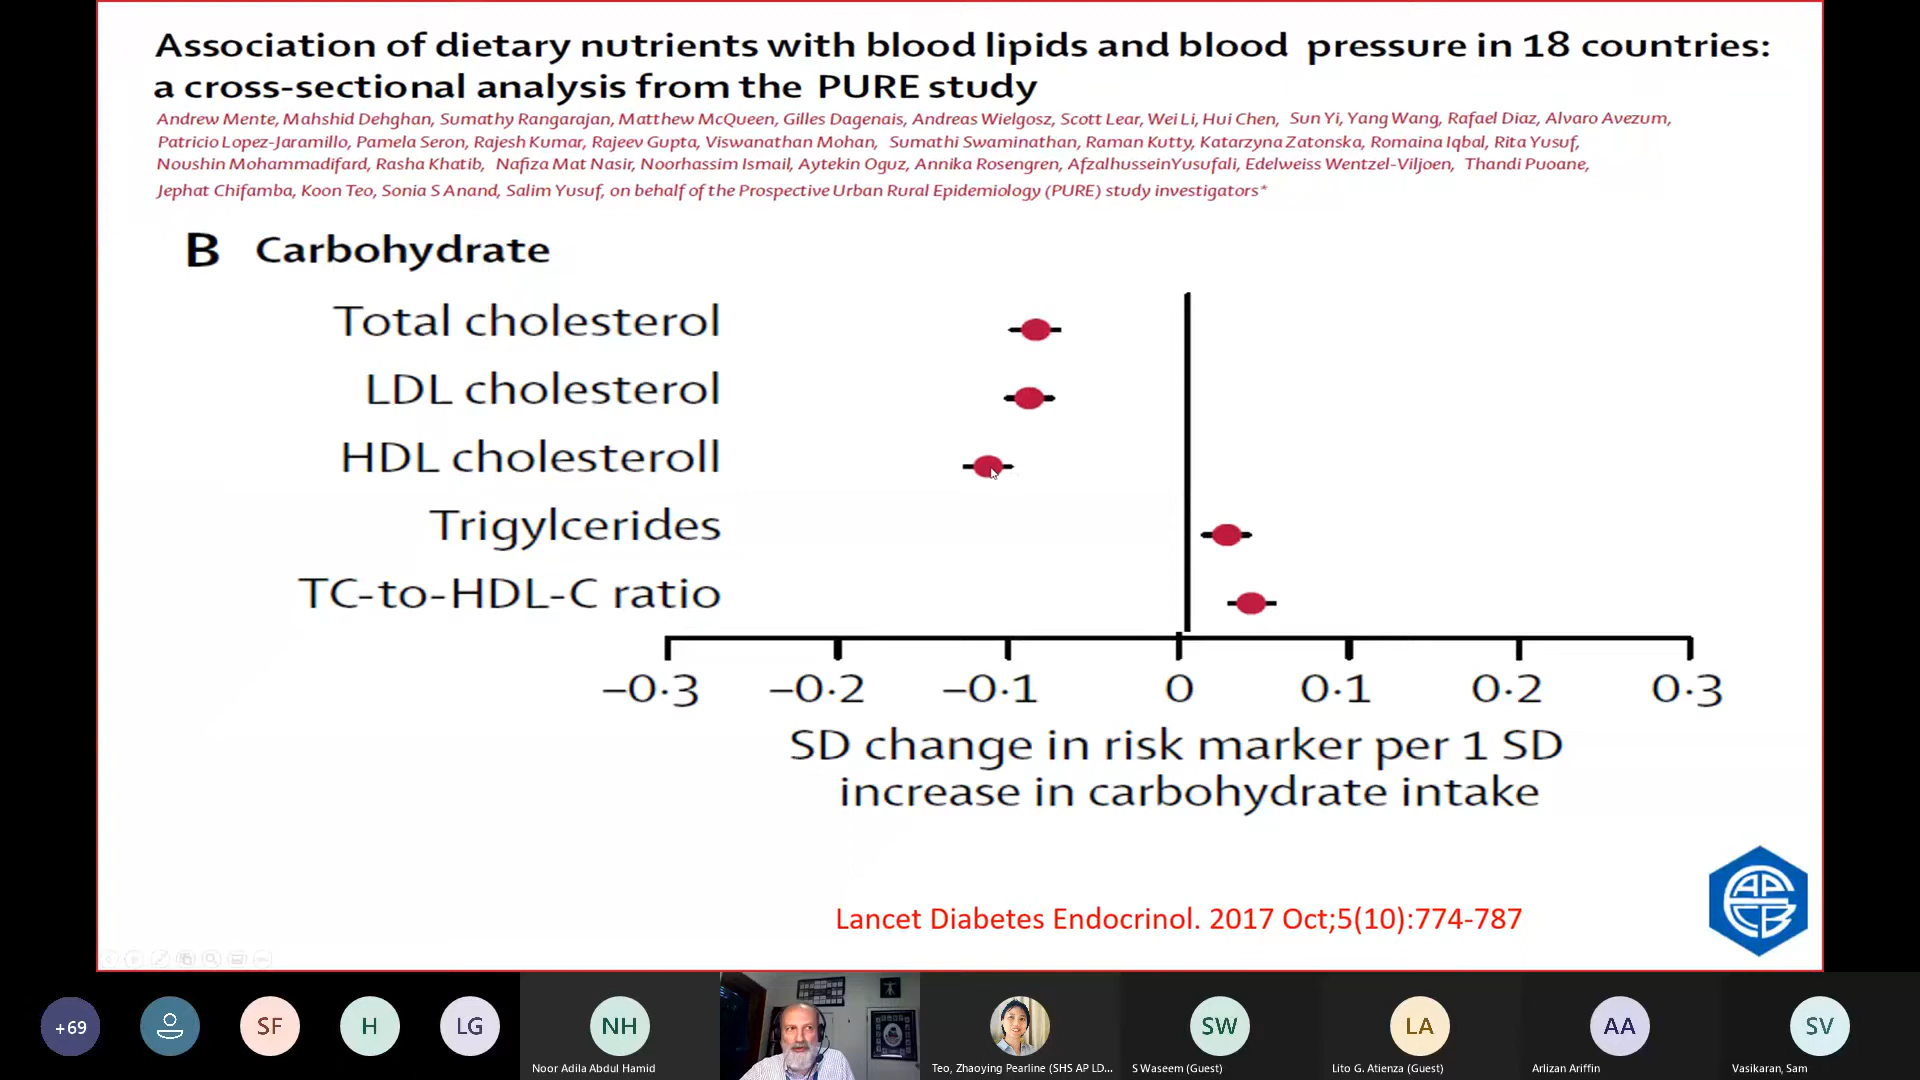 Association of dietary nutrients with blood lipids and blood pressure in 18 countries:
a cross-sectional analysis from the PURE study
Andrew Mente, Mahshid Dehghan, Sumathy Rangarajan, Matthew McQueen, Gilles Dagenais, Andreas Wielgosz, Scott Lear, Wei Li, Hui Chen, Sun Yi, Yang Wang, Rafael Diaz, Alvaro Avezum,
Patricio Lopez-Jaramillo, Pamela Seron, Rajesh Kumar, Rajeev Gupta, Viswanathan Mohan, Sumathi Swaminathan, Raman Kutty, Katarzyna Zatonska, Romaina Iqbal, Rita Yusuf,
Noushin Mohammadifard, Rasha Khatib, Nafiza Mat Nasir, Noorhassim Ismail, Aytekin Oguz, Annika Rosengren, AfzalhusseinYusufali, Edelweiss Wentzel-Viljoen, Thandi Puoane,
Jephat Chifamba, Koon Teo, Sonia S Anand, Salim Yusuf, on behalf of the Prospective Urban Rural Epidemiology (PURE) study investigators*
B Carbohydrate
Total cholesterol
LDL cholesterol
HDL cholesteroll
Trigylcerides
TC-to-HDL-C ratio
–0·3 –0·2 –0·1 0 0·1 0·2 0·3
SD change in risk marker per 1 SD
increase in carbohydrate intake
Lancet Diabetes Endocrinol. 2017 Oct;5(10):774-787
AP
CB
+69 SF H LG NH SW LA AA SV
Noor Adila Abdul Hamid Teo, Zhaoying Pearline (SHS AP LD... S Waseem (Guest) Lito G. Atienza (Guest) Arlizan Ariffin Vasikaran, Sam